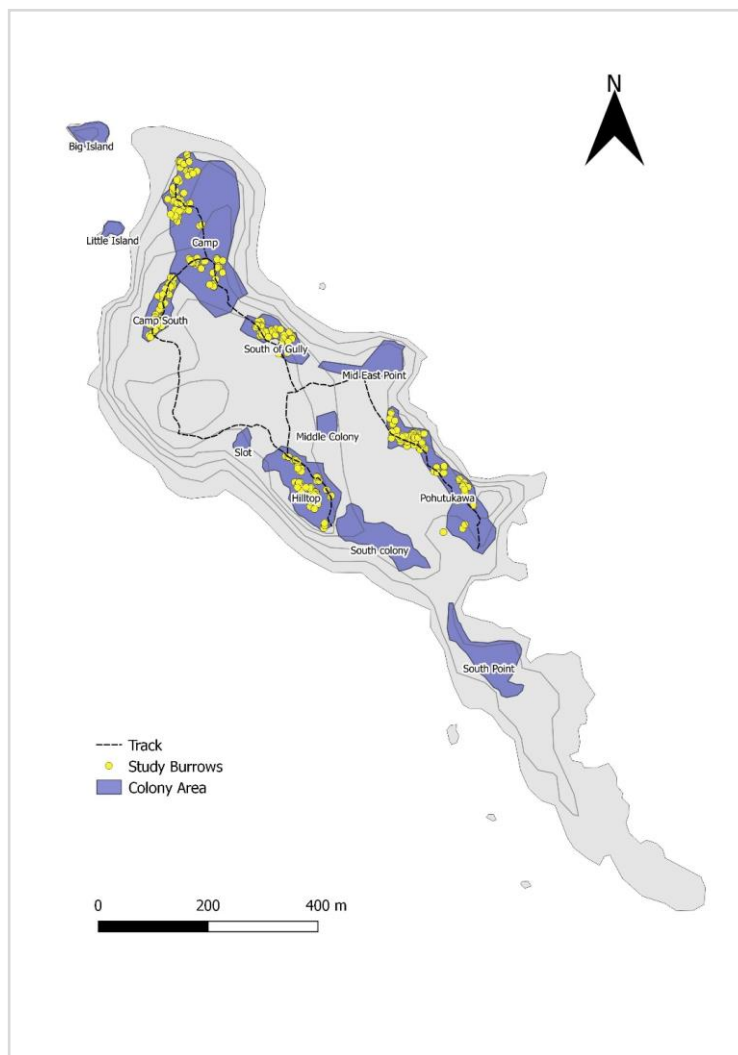 N
Big Island
Little Island
Camp
Camp South
South of Gully
Mid East Point
Middle Colony
Slot
Hilltop
Pohutukawa
South colony
South Point
Track
Study Burrows
Colony Area
0 200 400 m